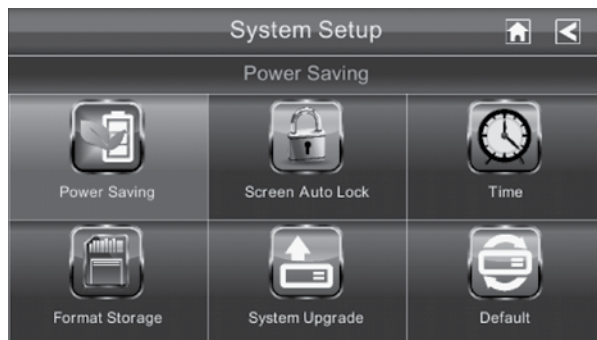 System Setup
Power Saving
Power Saving
Screen Auto Lock
Time
Format Storage
System Upgrade
Default